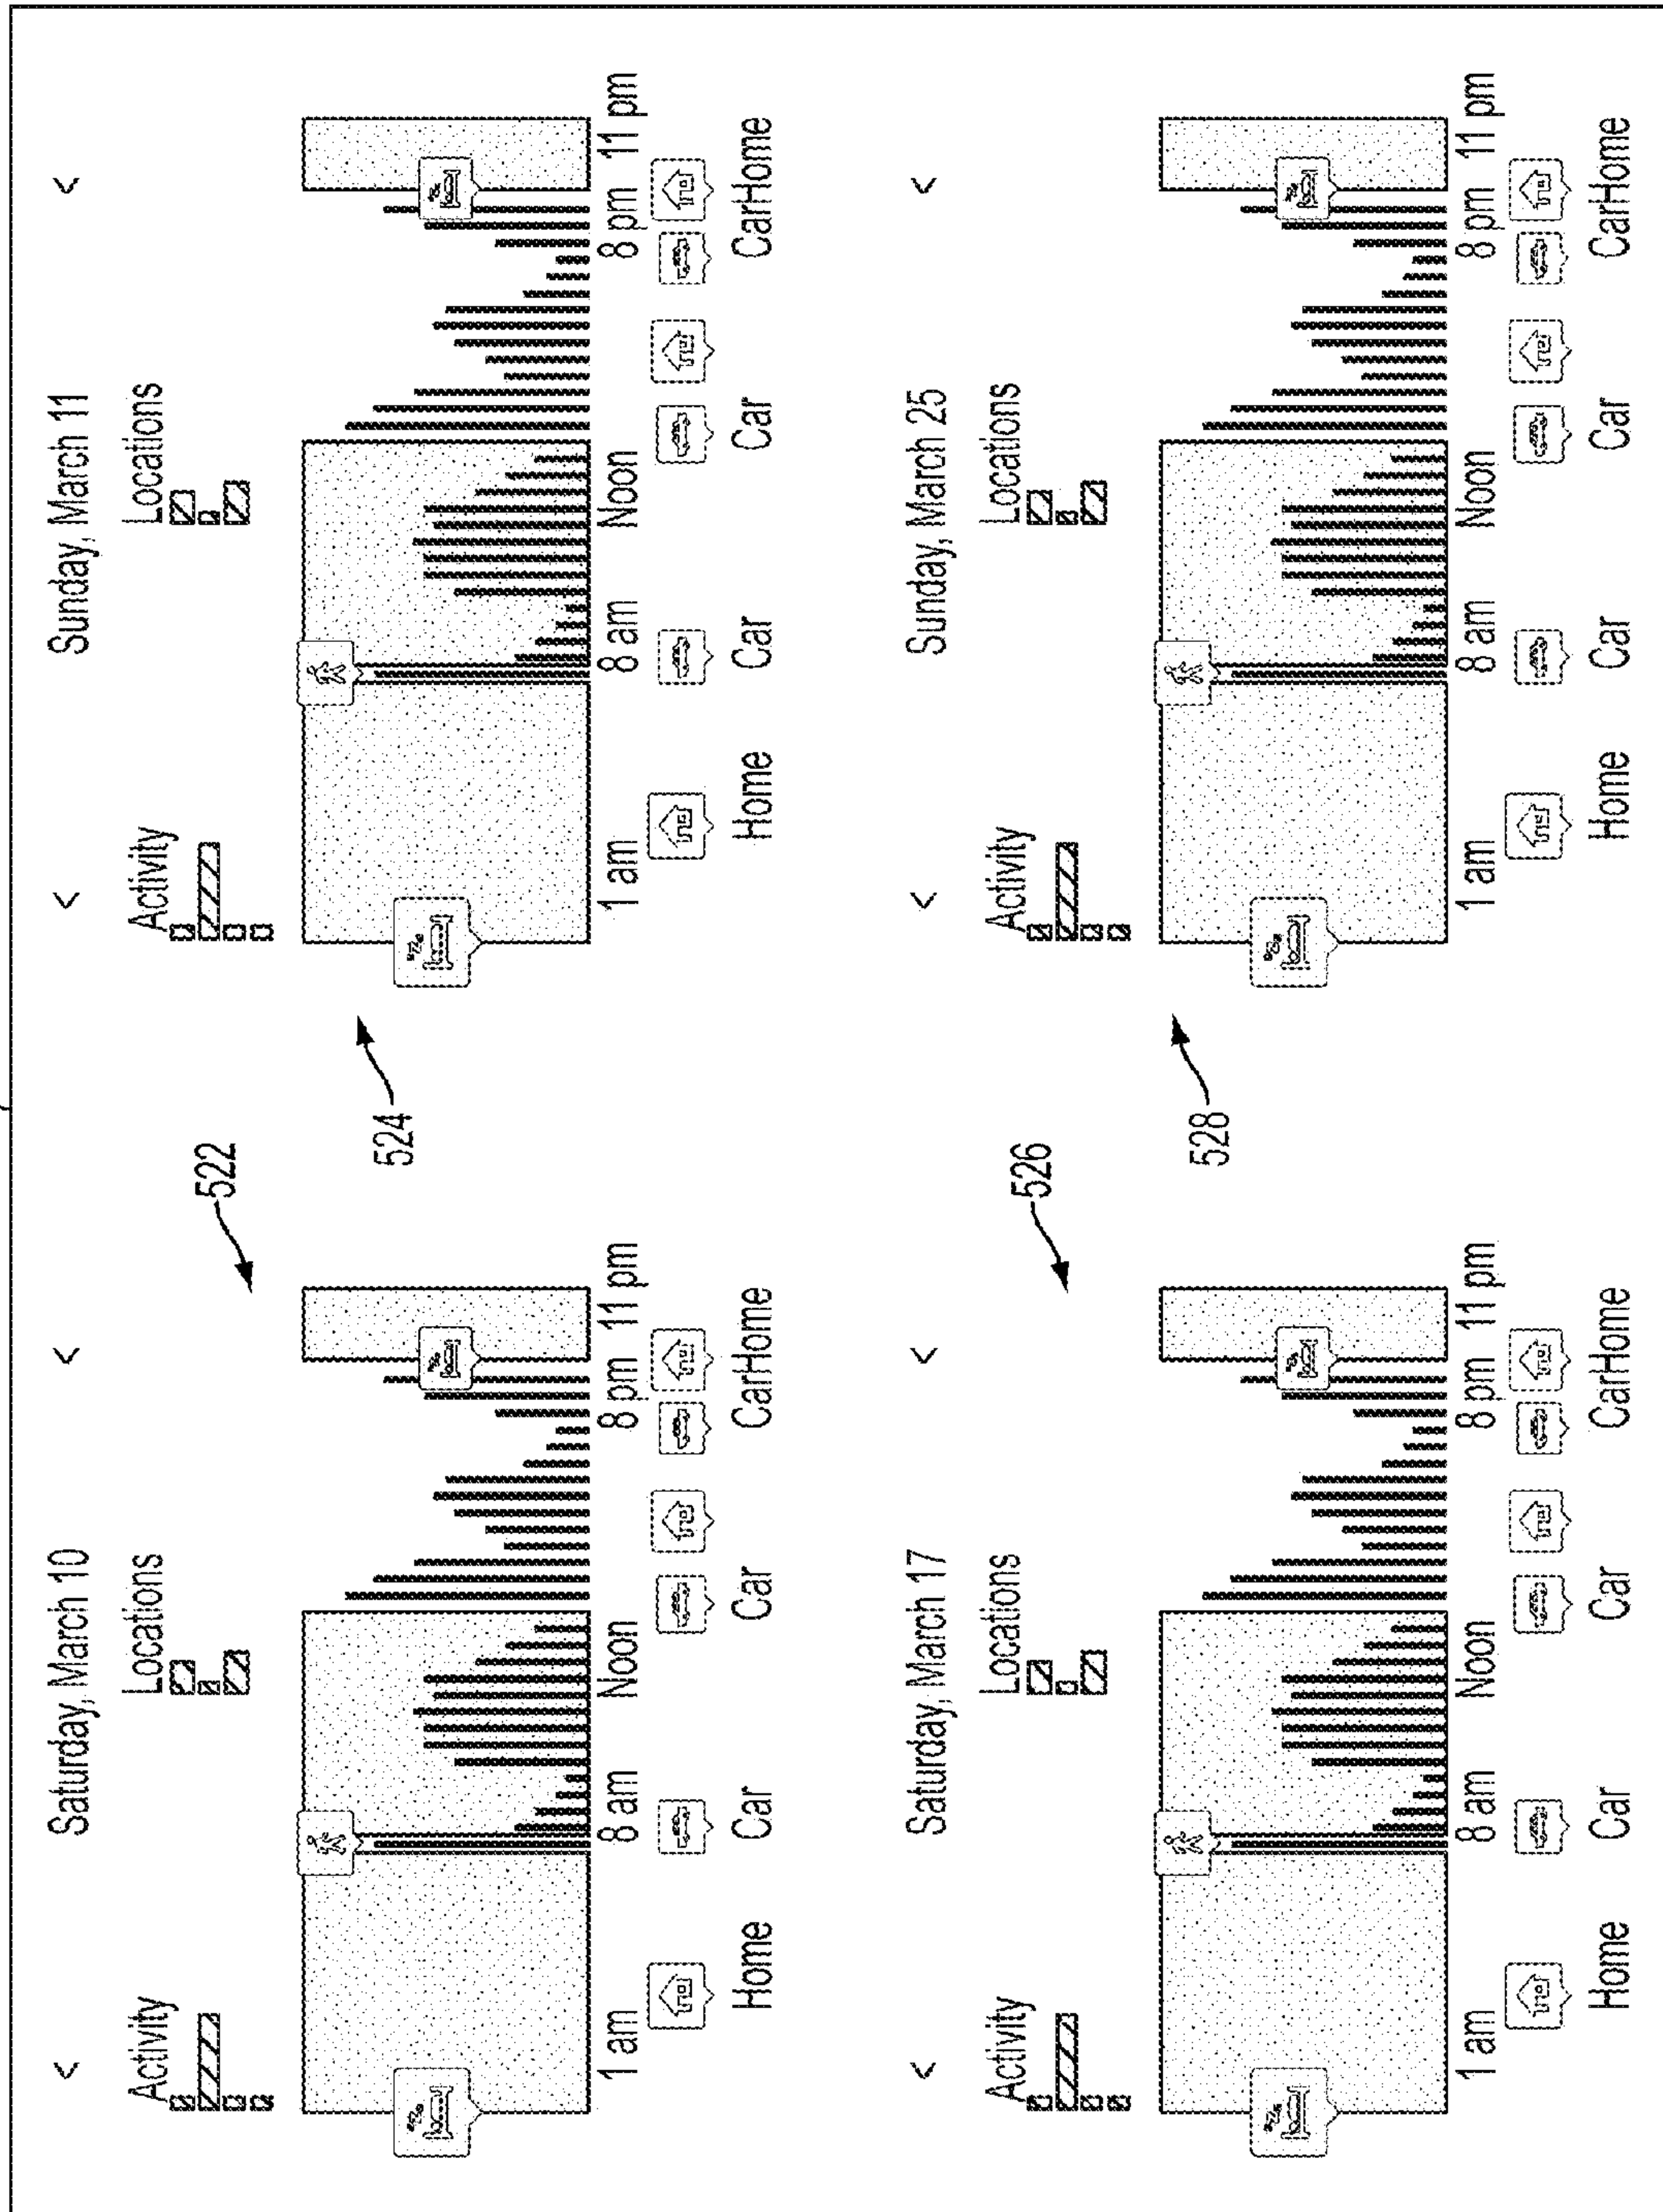 < Saturday, March 10 <
Activity Locations
1 am 8 am Noon 8 pm 11 pm
Home Car Car CarHome
522
< Sunday, March 11 <
Activity Locations
1 am 8 am Noon 8 pm 11 pm
Home Car Car CarHome
524
< Saturday, March 17 <
Activity Locations
1 am 8 am Noon 8 pm 11 pm
Home Car Car CarHome
526
< Sunday, March 25 <
Activity Locations
1 am 8 am Noon 8 pm 11 pm
Home Car Car CarHome
528